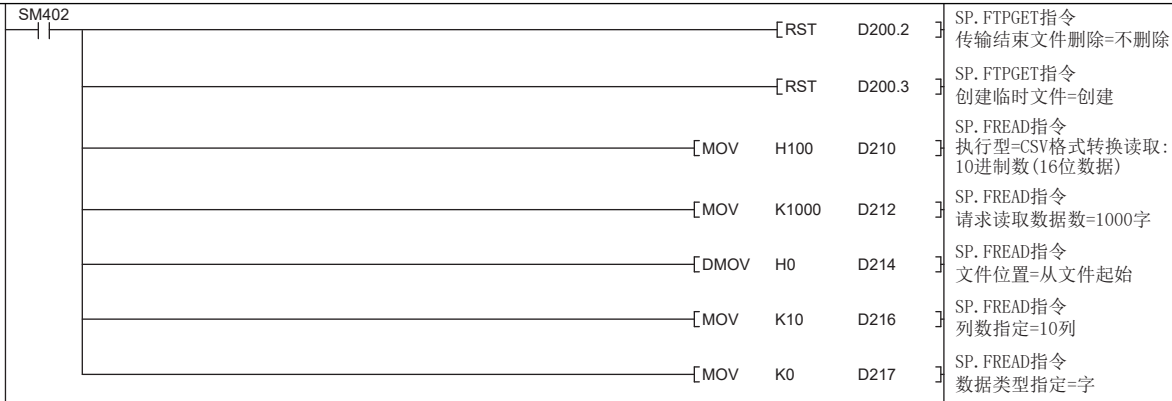 SM402
RST D200.2
SP.FTPGET指令
传输结束文件删除=不删除
RST D200.3
SP.FTPGET指令
创建临时文件=创建
MOV H100 D210
SP.FREAD指令
执行型=CSV格式转换读取:
10进制数(16位数据)
MOV K1000 D212
SP.FREAD指令
请求读取数据数=1000字
DMOV H0 D214
SP.FREAD指令
文件位置=从文件起始
MOV K10 D216
SP.FREAD指令
列数指定=10列
MOV K0 D217
SP.FREAD指令
数据类型指定=字